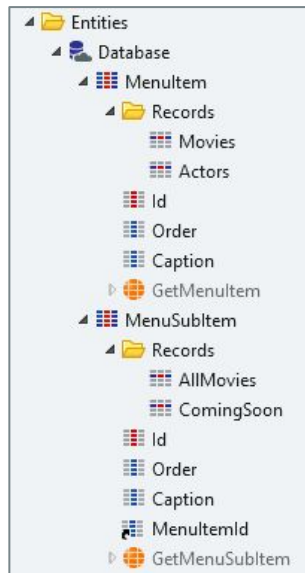 Entities
Database
MenuItem
Records
Movies
Actors
Id
Order
Caption
GetMenuItem
MenuSubItem
Records
AllMovies
ComingSoon
Id
Order
Caption
MenuItemId
GetMenuSubItem